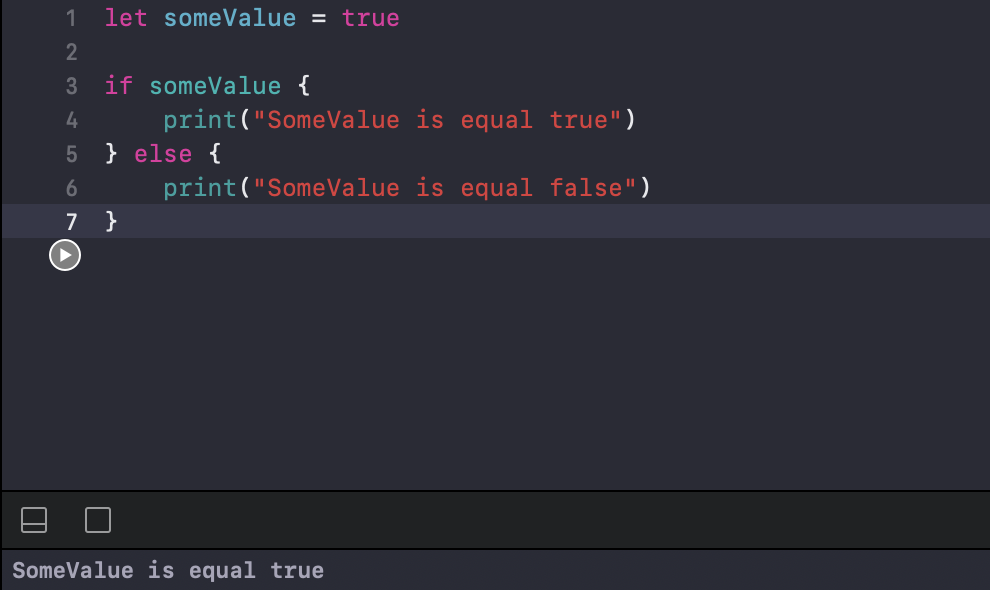 1 let someValue = true
2
3 if someValue {
4     print("SomeValue is equal true")
5 } else {
6     print("SomeValue is equal false")
7 }
SomeValue is equal true